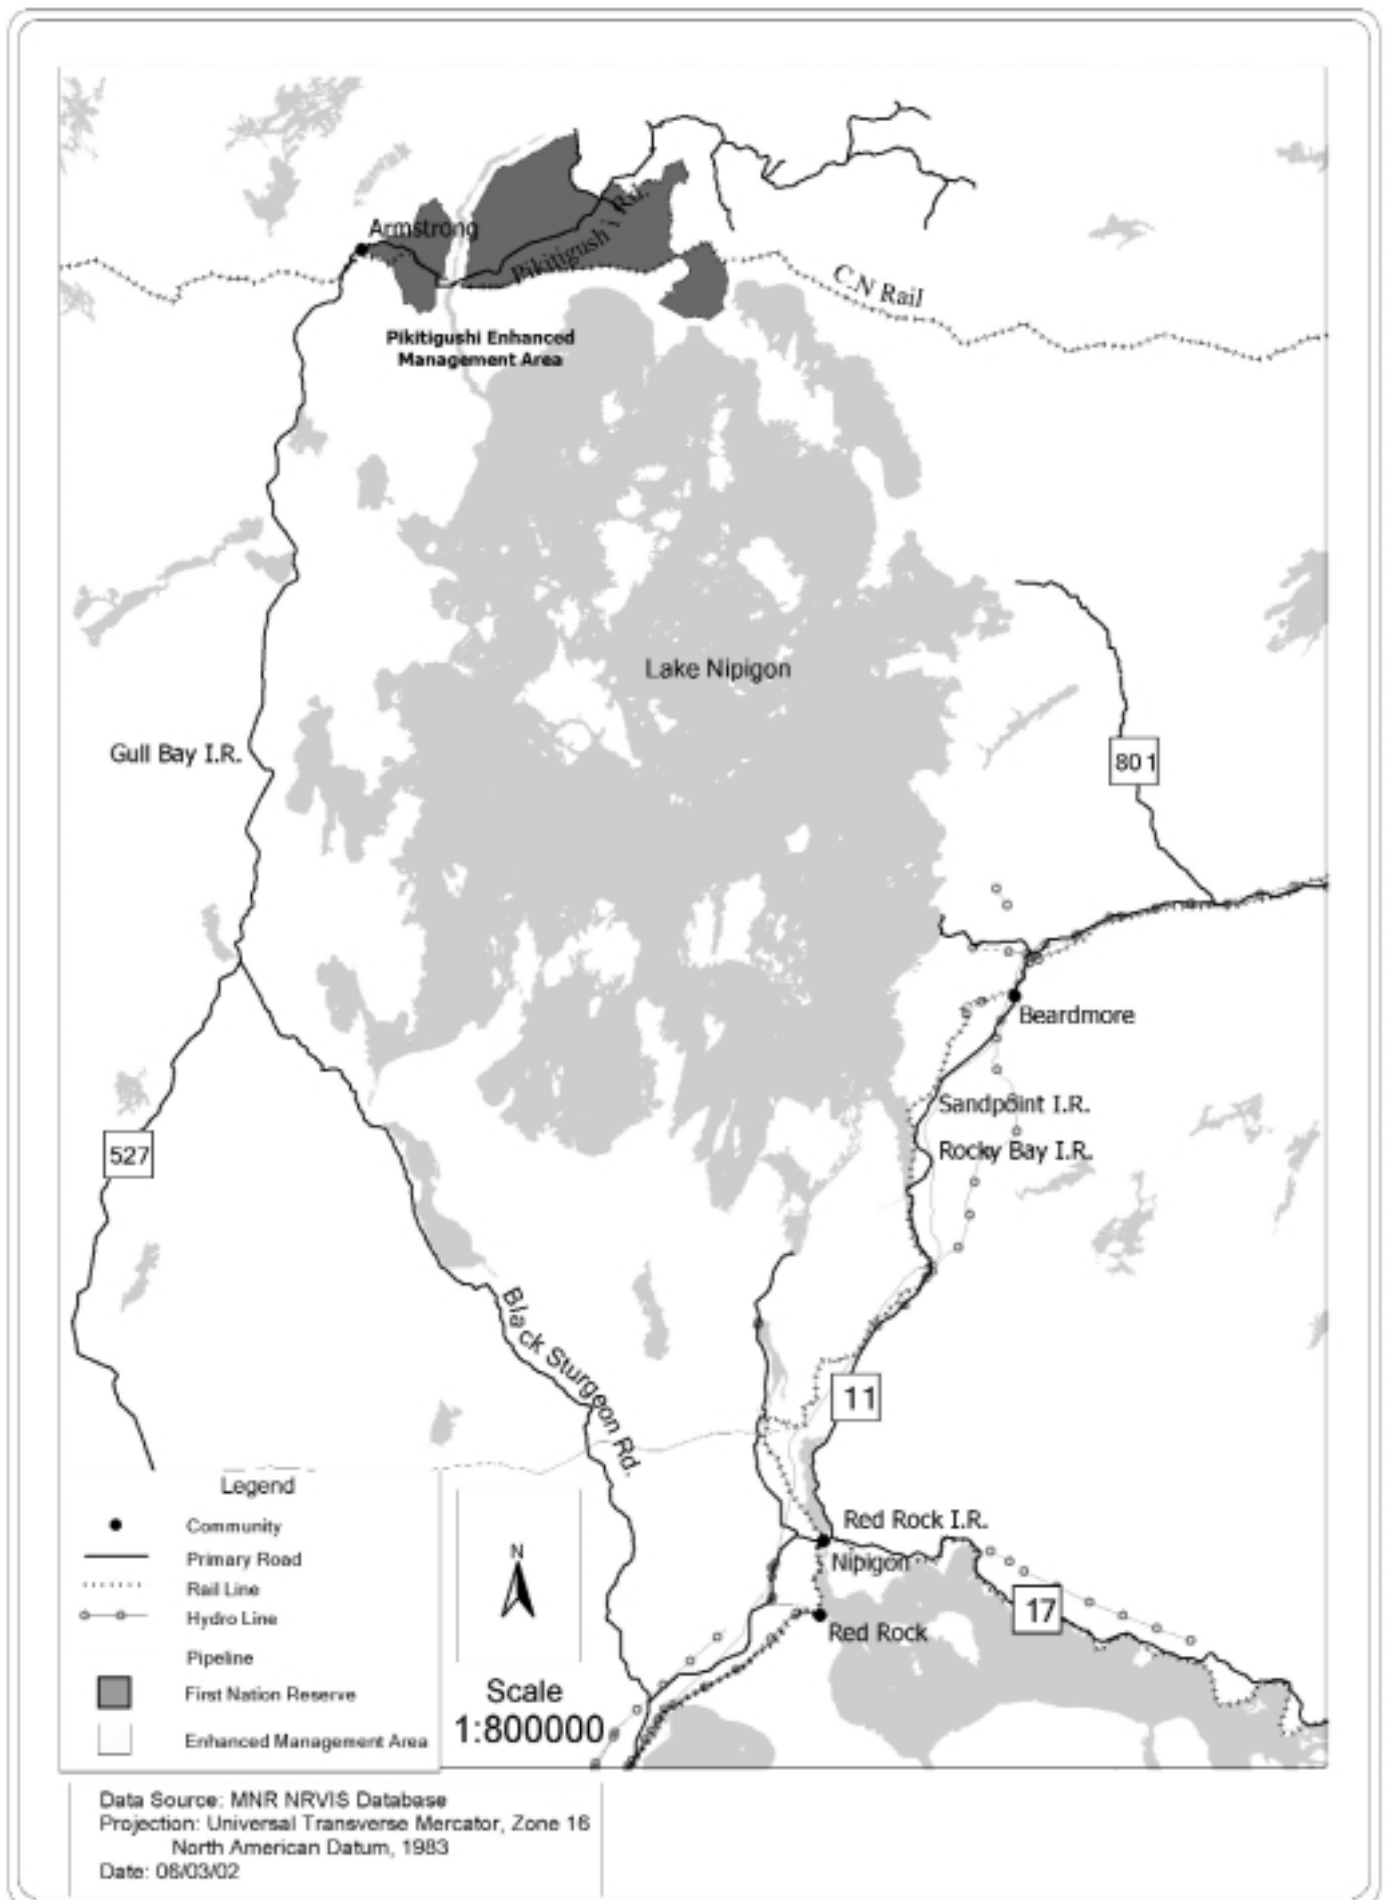 Armstrong
Pikitigush i Rd.
C.N Rail
Pikitigushi Enhanced
Management Area
Lake Nipigon
Gull Bay I.R.
801
Beardmore
Sandpoint I.R.
Rocky Bay I.R.
527
Black Sturgeon Rd.
11
Red Rock I.R.
Nipigon
17
Red Rock
Legend
Community
Primary Road
Rail Line
Hydro Line
Pipeline
First Nation Reserve
Enhanced Management Area
N
Scale
1:800000
Data Source: MNR NRVIS Database
Projection: Universal Transverse Mercator, Zone 16
North American Datum, 1983
Date: 06/03/02